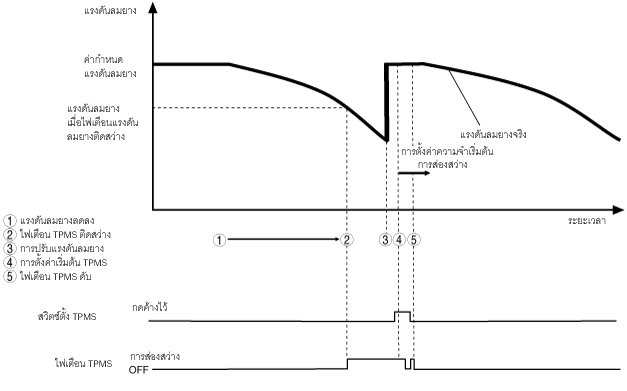 แรงดันลมยาง
ค่ากำหนด
แรงดันลมยาง
แรงดันลมยาง
เมื่อไฟเตือนแรงดัน
ลมยางติดสว่าง
แรงดันลมยางจริง
การตั้งค่าความจำเริ่มต้น
การส่องสว่าง
ระยะเวลา
1 แรงดันลมยางลดลง
2 ไฟเตือน TPMS ติดสว่าง
3 การปรับแรงดันลมยาง
4 การตั้งค่าเริ่มต้น TPMS
5 ไฟเตือน TPMS ดับ
1 2 3 4 5
สวิตช์ตั้ง TPMS
กดค้างไว้
ไฟเตือน TPMS
การส่องสว่าง
OFF